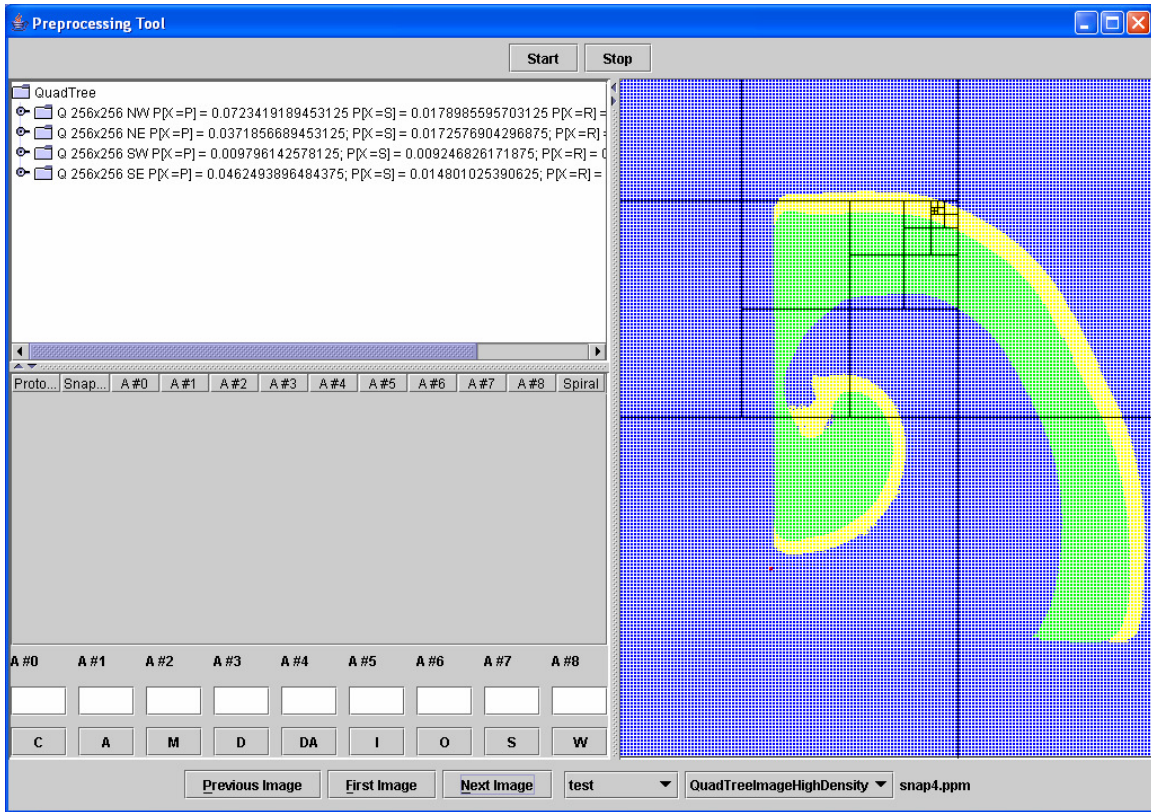 Preprocessing Tool
Start Stop
QuadTree
Q 256x256 NW P[X=P] = 0.0723419189453125 P[X=S] = 0.0178985595703125 P[X=R] =
Q 256x256 NE P[X=P] = 0.0371856689453125; P[X=S] = 0.0172576904296875; P[X=R] =
Q 256x256 SW P[X=P] = 0.009796142578125; P[X=S] = 0.009246826171875; P[X=R] = 0
Q 256x256 SE P[X=P] = 0.0462493896484375; P[X=S] = 0.014801025390625; P[X=R] =
Proto... Snap... A #0 A #1 A #2 A #3 A #4 A #5 A #6 A #7 A #8 Spiral
A #0 A #1 A #2 A #3 A #4 A #5 A #6 A #7 A #8
C A M D DA I O S W
Previous Image First Image Next Image test QuadTreeImageHighDensity snap4.ppm